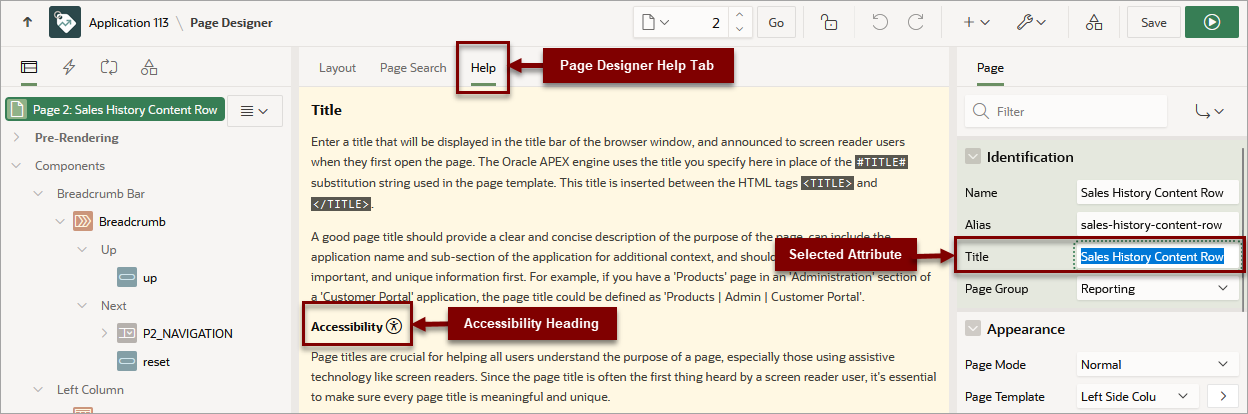 Application 113 \ Page Designer
2
Go
Save
Layout
Page Search
Help
Page Designer Help Tab
Page
Page 2: Sales History Content Row
Pre-Rendering
Components
Breadcrumb Bar
Breadcrumb
Up
up
Next
P2_NAVIGATION
reset
Left Column
Title
Enter a title that will be displayed in the title bar of the browser window, and announced to screen reader users
when they first open the page. The Oracle APEX engine uses the title you specify here in place of the #TITLE#
substitution string used in the page template. This title is inserted between the HTML tags <TITLE> and
</TITLE>.
A good page title should provide a clear and concise description of the purpose of the page, can include the
application name and sub-section of the application for additional context, and should
important, and unique information first. For example, if you have a 'Products' page in an 'Administration' section of
a 'Customer Portal' application, the page title could be defined as 'Products | Admin | Customer Portal'.
Accessibility
Accessibility Heading
Page titles are crucial for helping all users understand the purpose of a page, especially those using assistive
technology like screen readers. Since the page title is often the first thing heard by a screen reader user, it's essential
to make sure every page title is meaningful and unique.
Selected Attribute
Filter
Identification
Name Sales History Content Row
Alias sales-history-content-row
Title Sales History Content Row
Page Group Reporting
Appearance
Page Mode Normal
Page Template Left Side Colu